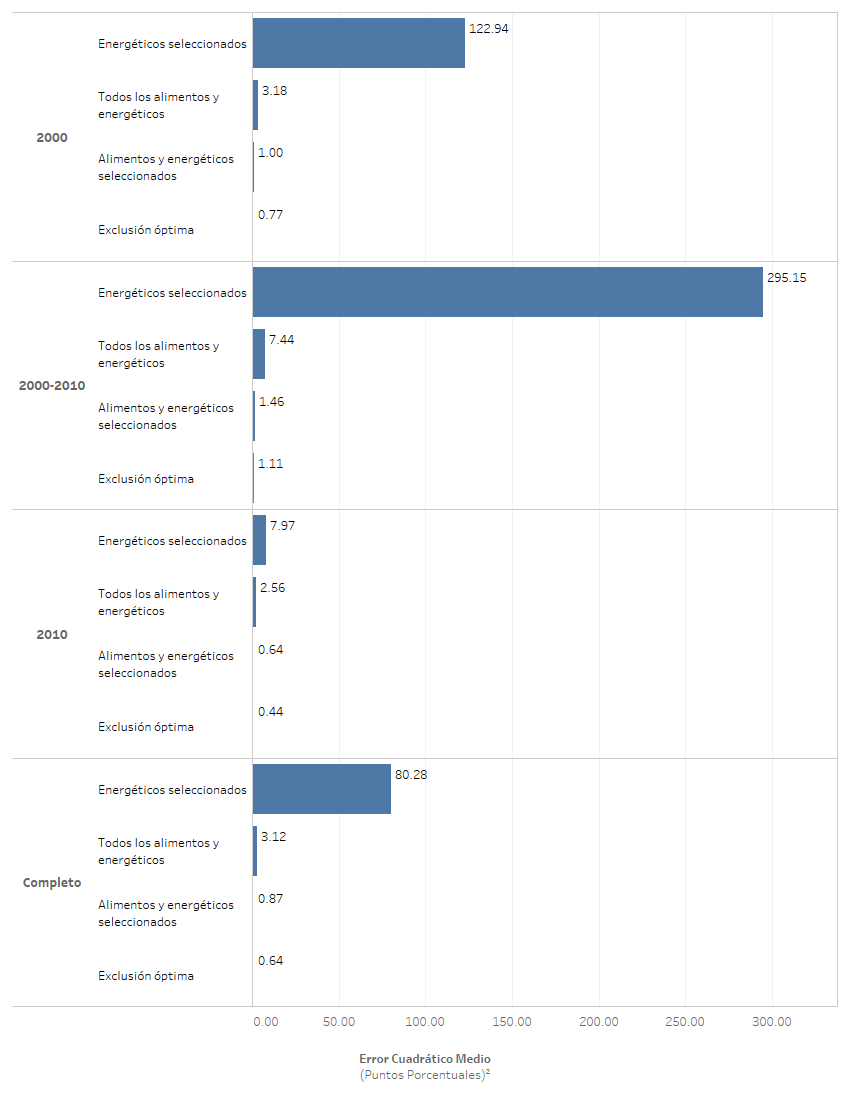 2000
Energéticos seleccionados
122.94
Todos los alimentos y
energéticos
3.18
Alimentos y energéticos
seleccionados
1.00
Exclusión óptima
0.77
2000-2010
Energéticos seleccionados
295.15
Todos los alimentos y
energéticos
7.44
Alimentos y energéticos
seleccionados
1.46
Exclusión óptima
1.11
2010
Energéticos seleccionados
7.97
Todos los alimentos y
energéticos
2.56
Alimentos y energéticos
seleccionados
0.64
Exclusión óptima
0.44
Completo
Energéticos seleccionados
80.28
Todos los alimentos y
energéticos
3.12
Alimentos y energéticos
seleccionados
0.87
Exclusión óptima
0.64
0.00 50.00 100.00 150.00 200.00 250.00 300.00
Error Cuadrático Medio
(Puntos Porcentuales)²